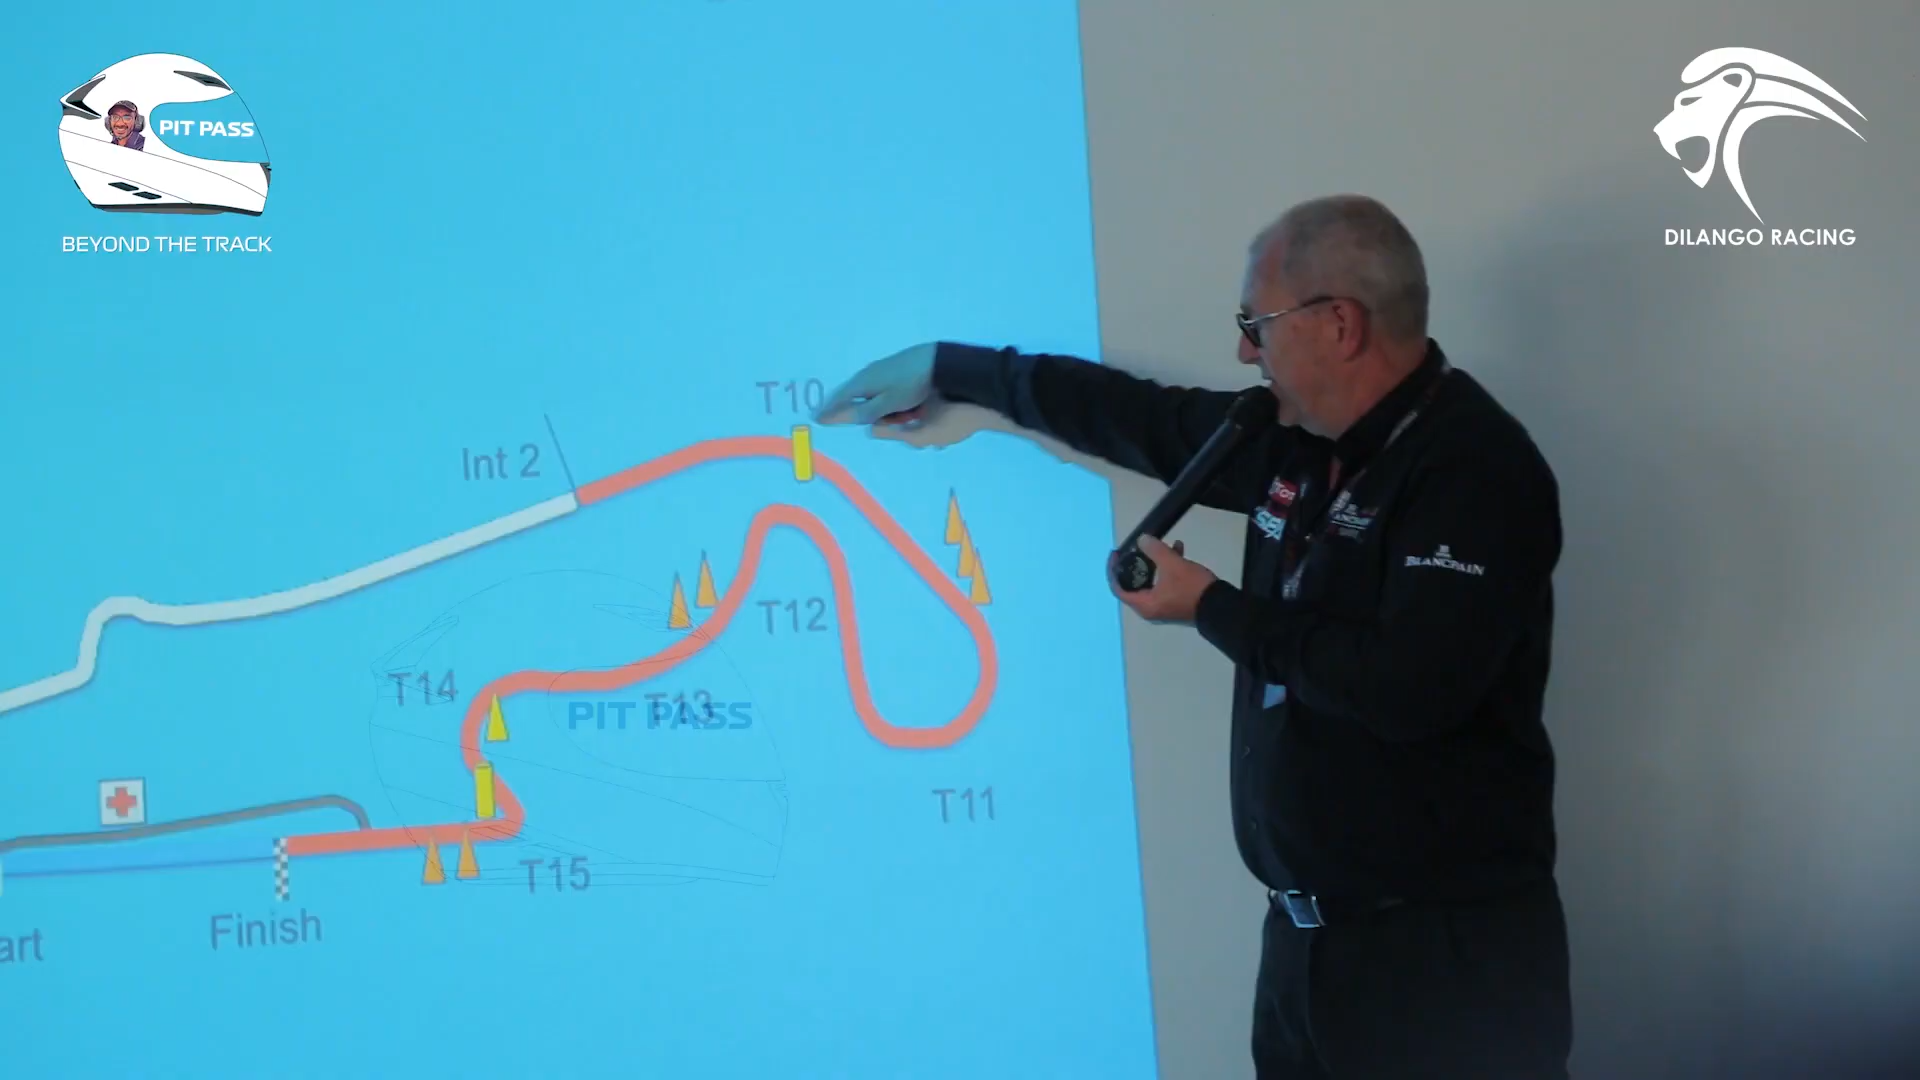 PIT PASS
BEYOND THE TRACK
DILANGO RACING
T10
Int 2
T12
T14
T13
PIT PASS
T11
T15
Finish
art
BLANCPAIN